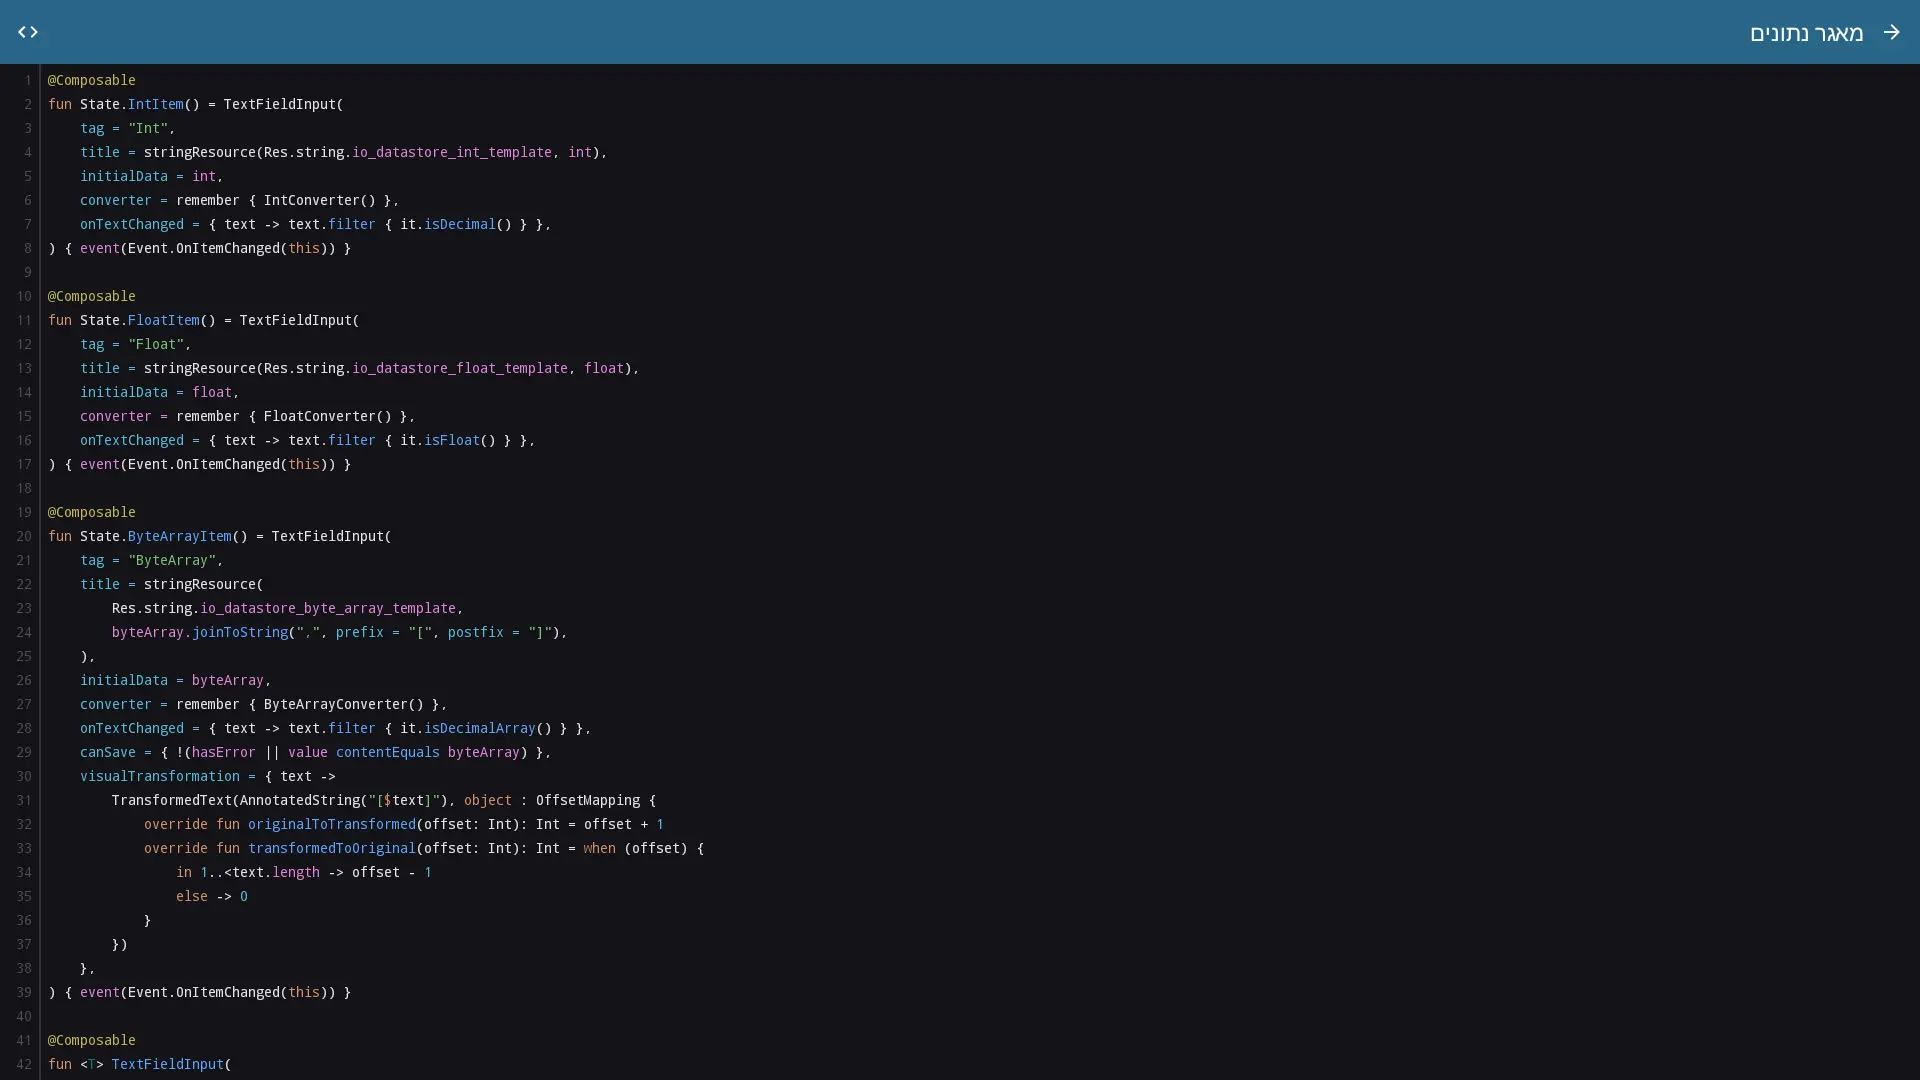 מאגר נתונים
1 @Composable
2 fun State.IntItem() = TextFieldInput(
3     tag = "Int",
4     title = stringResource(Res.string.io_datastore_int_template, int),
5     initialData = int,
6     converter = remember { IntConverter() },
7     onTextChanged = { text -> text.filter { it.isDecimal() } },
8 ) { event(Event.OnItemChanged(this)) }
9
10 @Composable
11 fun State.FloatItem() = TextFieldInput(
12     tag = "Float",
13     title = stringResource(Res.string.io_datastore_float_template, float),
14     initialData = float,
15     converter = remember { FloatConverter() },
16     onTextChanged = { text -> text.filter { it.isFloat() } },
17 ) { event(Event.OnItemChanged(this)) }
18
19 @Composable
20 fun State.ByteArrayItem() = TextFieldInput(
21     tag = "ByteArray",
22     title = stringResource(
23         Res.string.io_datastore_byte_array_template,
24         byteArray.joinToString(",", prefix = "[", postfix = "]"),
25     ),
26     initialData = byteArray,
27     converter = remember { ByteArrayConverter() },
28     onTextChanged = { text -> text.filter { it.isDecimalArray() } },
29     canSave = { !(hasError || value contentEquals byteArray) },
30     visualTransformation = { text ->
31         TransformedText(AnnotatedString("[$text]"), object : OffsetMapping {
32             override fun originalToTransformed(offset: Int): Int = offset + 1
33             override fun transformedToOriginal(offset: Int): Int = when (offset) {
34                 in 1..<text.length -> offset - 1
35                 else -> 0
36             }
37         })
38     },
39 ) { event(Event.OnItemChanged(this)) }
40
41 @Composable
42 fun <T> TextFieldInput(